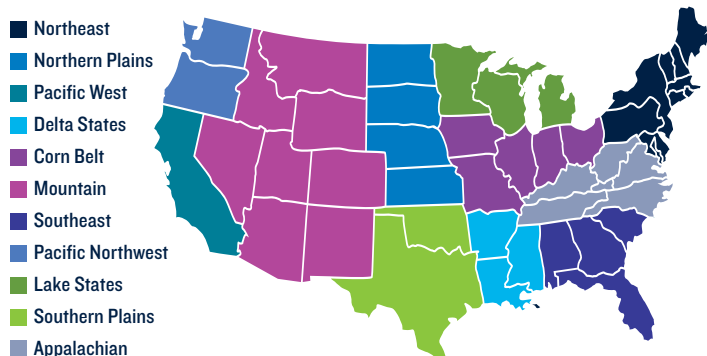 Northeast
Northern Plains
Pacific West
Delta States
Corn Belt
Mountain
Southeast
Pacific Northwest
Lake States
Southern Plains
Appalachian